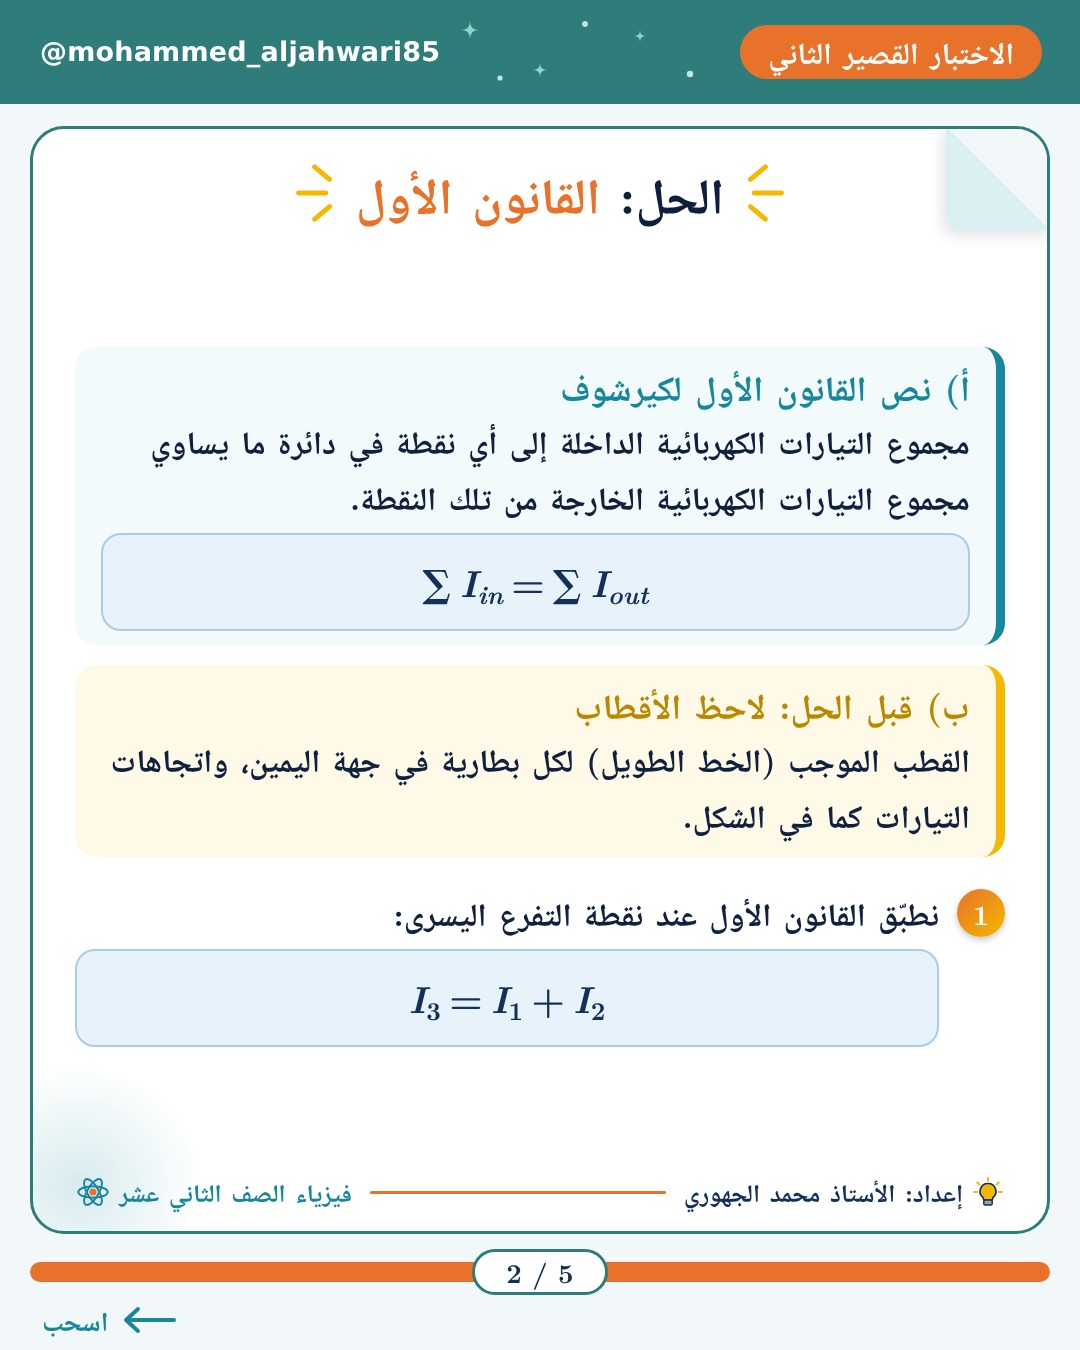 الاختبار القصير الثاني
@mohammed_aljahwari85
الحل: القانون الأول
أ) نص القانون الأول لكيرشوف
مجموع التيارات الكهربائية الداخلة إلى أي نقطة في دائرة ما يساوي
مجموع التيارات الكهربائية الخارجة من تلك النقطة.
∑ I_in = ∑ I_out
ب) قبل الحل: لاحظ الأقطاب
القطب الموجب (الخط الطويل) لكل بطارية في جهة اليمين، واتجاهات
التيارات كما في الشكل.
1 نطبّق القانون الأول عند نقطة التفرع اليسرى:
I₃ = I₁ + I₂
إعداد: الأستاذ محمد الجهوري
فيزياء الصف الثاني عشر
2 / 5
اسحب